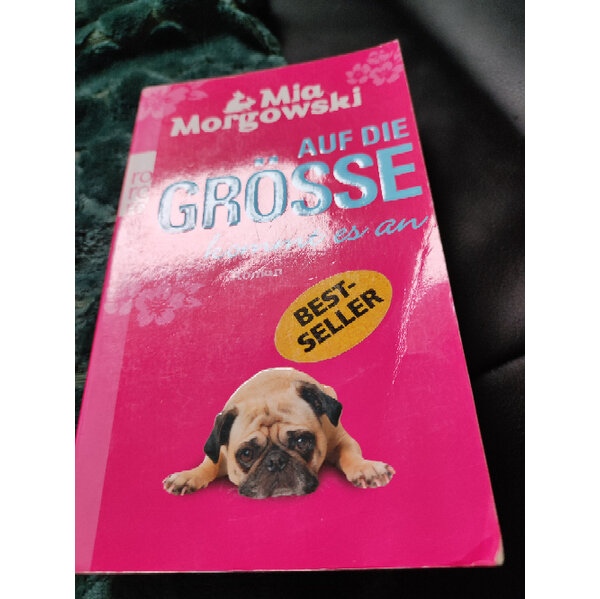 Mia
Morgowski
AUF DIE
GRÖSSE
kommt es an
Roman
BEST-
SELLER